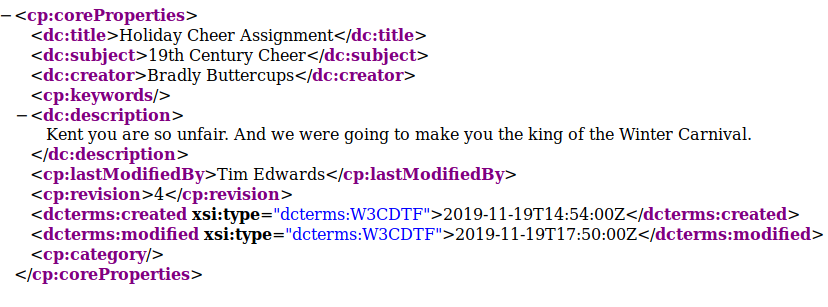 −<cp:coreProperties>
<dc:title>Holiday Cheer Assignment</dc:title>
<dc:subject>19th Century Cheer</dc:subject>
<dc:creator>Bradly Buttercups</dc:creator>
<cp:keywords/>
−<dc:description>
Kent you are so unfair. And we were going to make you the king of the Winter Carnival.
</dc:description>
<cp:lastModifiedBy>Tim Edwards</cp:lastModifiedBy>
<cp:revision>4</cp:revision>
<dcterms:created xsi:type="dcterms:W3CDTF">2019-11-19T14:54:00Z</dcterms:created>
<dcterms:modified xsi:type="dcterms:W3CDTF">2019-11-19T17:50:00Z</dcterms:modified>
<cp:category/>
</cp:coreProperties>